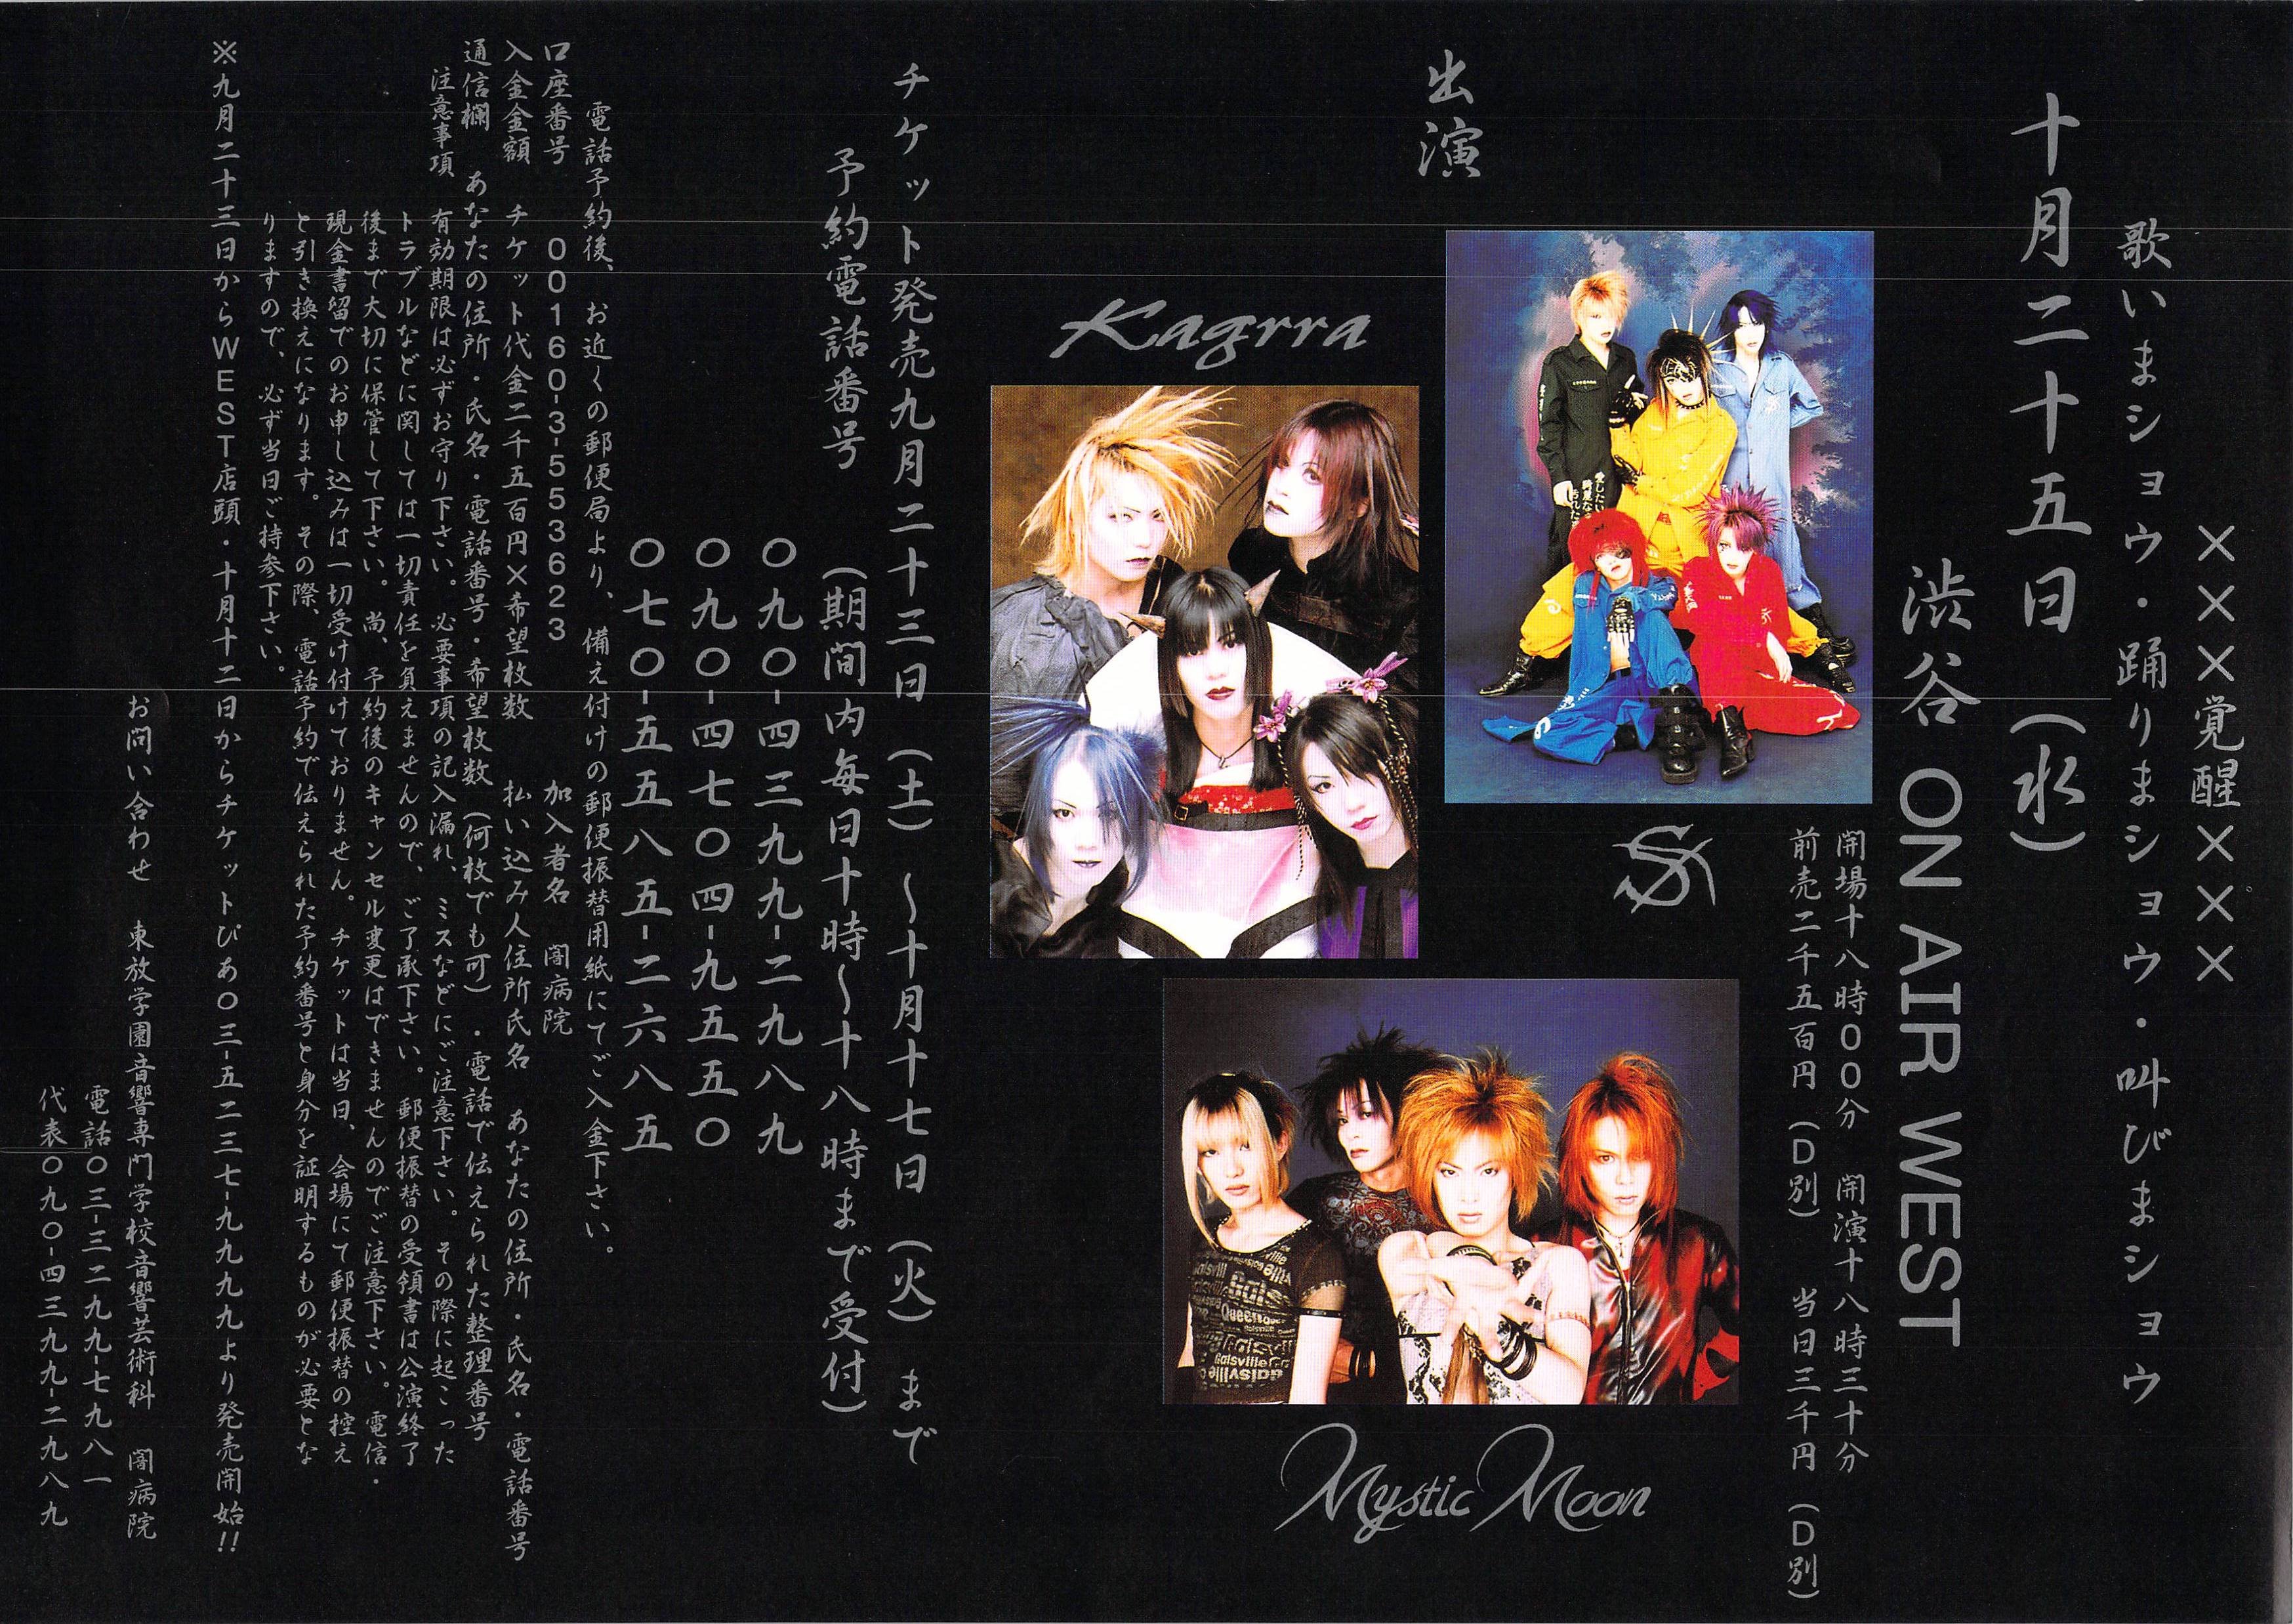 ××××覚醒××××
歌いまショウ・踊りまショウ・叫びまショウ
十月二十五日(水)
渋谷 ON AIR WEST
開場十八時00分 開演十八時三十分
前売二千五百円(D別) 当日三千円(D別)
出演
Kagrra
Mystic Moon
チケット発売九月二十三日(土)~十月十七日(火)まで
予約電話番号 (期間内毎日十時~十八時まで受付)
〇九〇-四三九九-二九八九
〇九〇-四七〇四-九五五〇
〇七〇-五五八五-二六八五
電話予約後、お近くの郵便局より、備え付けの郵便振替用紙にてご入金下さい。
口座番号 00160-3-553623 加入者名 闇病院
入金金額 チケット代金二千五百円×希望枚数 払い込み人住所氏名 あなたの住所・氏名・電話番号
通信欄 あなたの住所・氏名・電話番号・希望枚数(何枚でも可)・電話で伝えられた整理番号
注意事項 有効期限は必ずお守り下さい。必要事項の記入漏れ、ミスなどにご注意下さい。その際に起こった
トラブルなどに関しては一切責任を負えませんので、ご了承下さい。郵便振替の受領書は公演終了
後まで大切に保管して下さい。尚、予約後のキャンセル変更はできませんのでご注意下さい。電信・
現金書留でのお申し込みは一切受け付けておりません。チケットは当日、会場にて郵便振替の控え
と引き換えになります。その際、電話予約で伝えられた予約番号と身分を証明するものが必要とな
りますので、必ず当日ご持参下さい。
※九月二十三日からWEST店頭・十月十二日からチケットぴあ〇三-五二三七-九九九九より発売開始!!
お問い合わせ 東放学園音響専門学校音響芸術科 闇病院
電話〇三-三二九九-七九八一
代表〇九〇-四三九九-二九八九